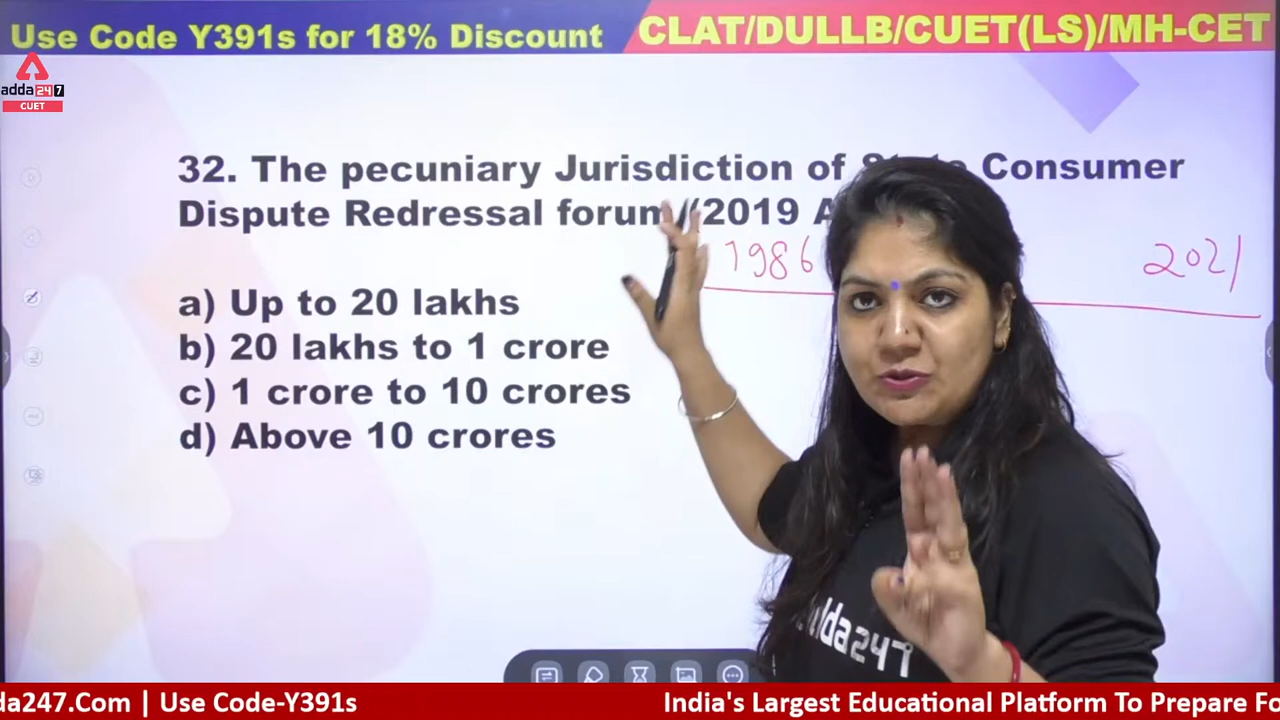 Use Code Y391s for 18% Discount
CLAT/DULLB/CUET(LS)/MH-CET
adda247
CUET
32. The pecuniary Jurisdiction of State Consumer
Dispute Redressal forum (2019 A
1986
2021
a) Up to 20 lakhs
b) 20 lakhs to 1 crore
c) 1 crore to 10 crores
d) Above 10 crores
adda247
da247.Com | Use Code-Y391s
India's Largest Educational Platform To Prepare Fo